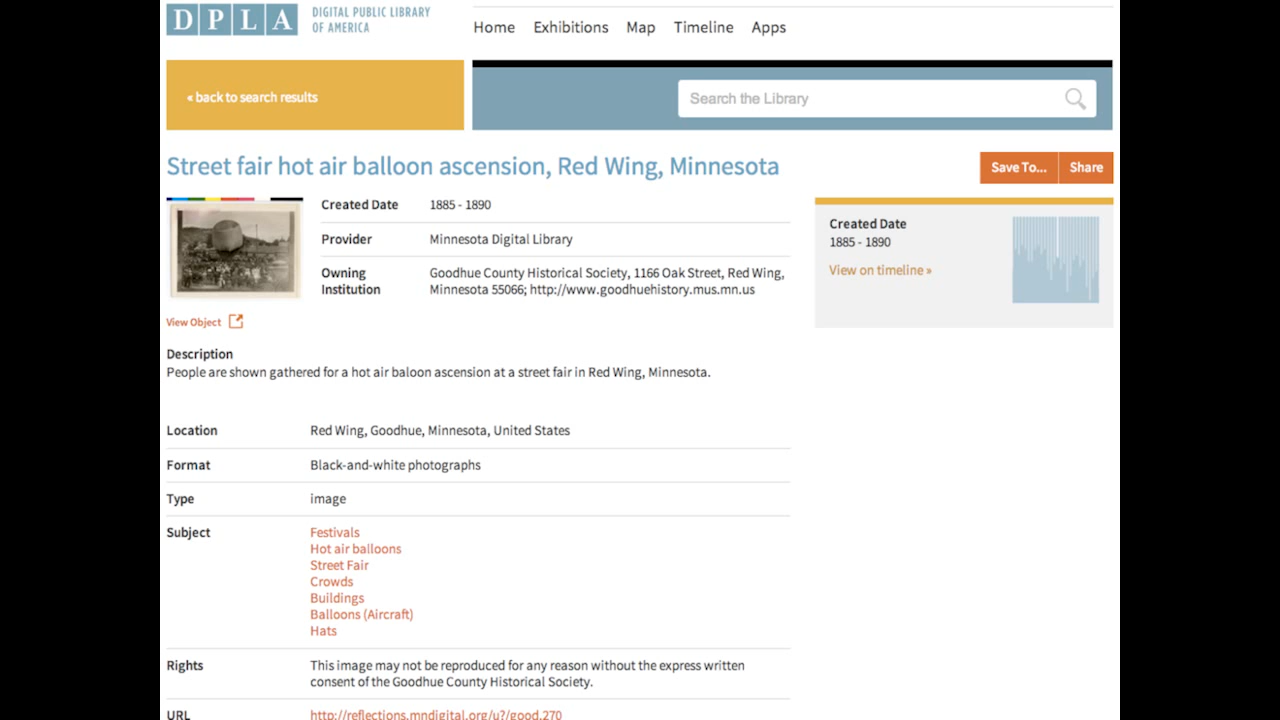 DPLA DIGITAL PUBLIC LIBRARY
OF AMERICA
Home Exhibitions Map Timeline Apps
« back to search results
Search the Library
Street fair hot air balloon ascension, Red Wing, Minnesota
Save To... Share
Created Date 1885 - 1890
Provider Minnesota Digital Library
Owning Institution Goodhue County Historical Society, 1166 Oak Street, Red Wing,
Minnesota 55066; http://www.goodhuehistory.mus.mn.us
Created Date
1885 - 1890
View on timeline »
View Object
Description
People are shown gathered for a hot air baloon ascension at a street fair in Red Wing, Minnesota.
Location Red Wing, Goodhue, Minnesota, United States
Format Black-and-white photographs
Type image
Subject Festivals
Hot air balloons
Street Fair
Crowds
Buildings
Balloons (Aircraft)
Hats
Rights This image may not be reproduced for any reason without the express written
consent of the Goodhue County Historical Society.
URL http://reflections.mndigital.org/u?/good,270